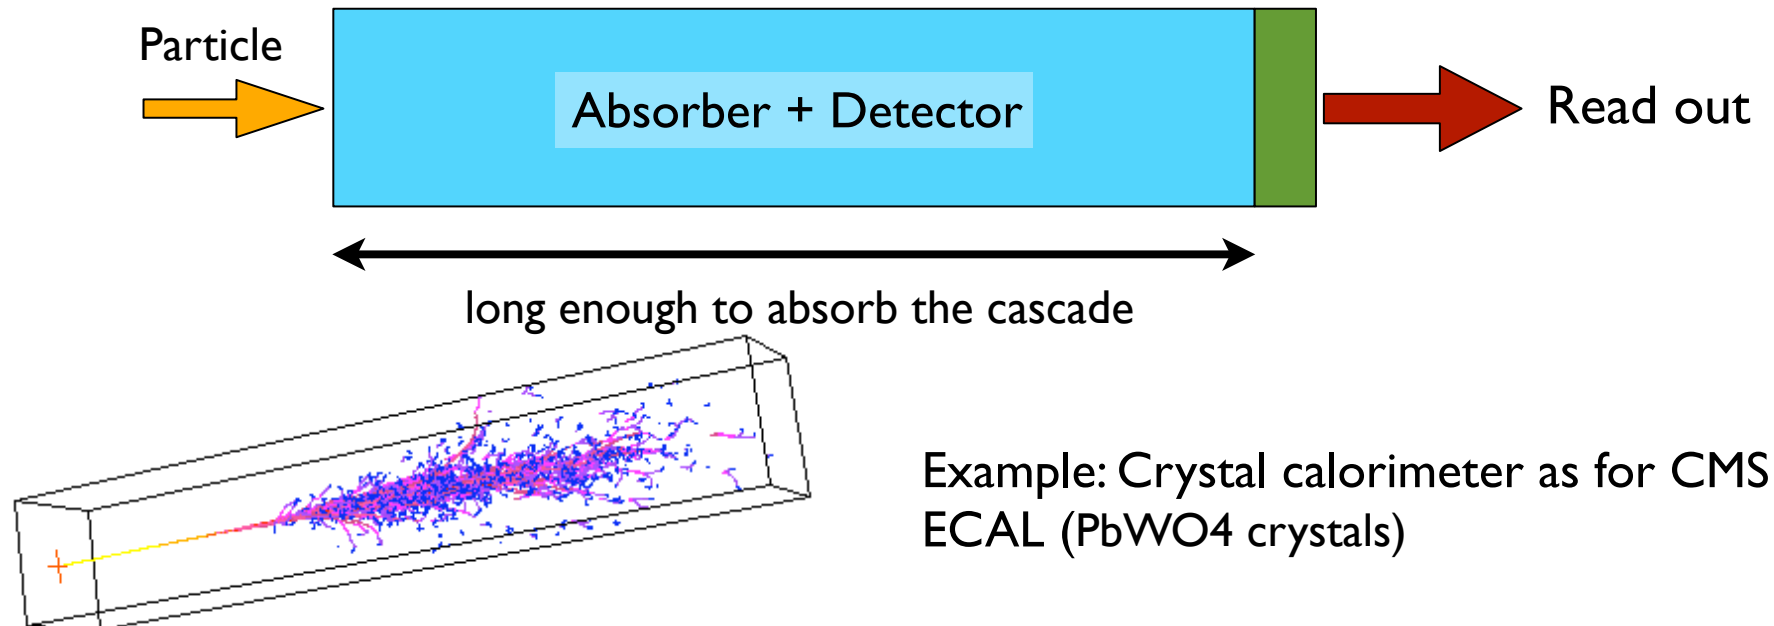 Particle
Absorber + Detector
Read out
long enough to absorb the cascade
Example: Crystal calorimeter as for CMS
ECAL (PbWO4 crystals)